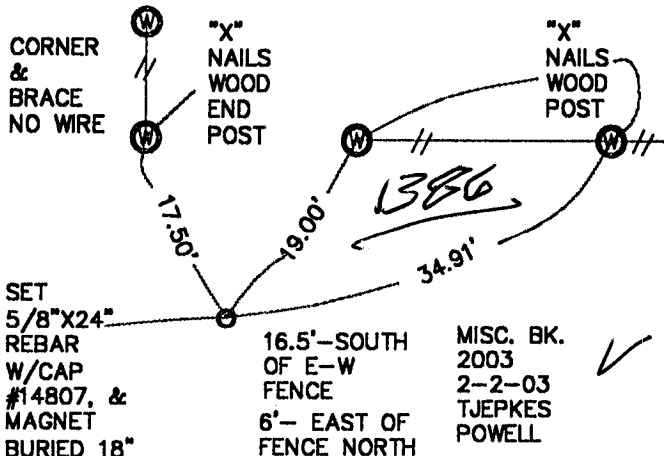 CORNER
&
BRACE
NO WIRE
"X"
NAILS
WOOD
END
POST
"X"
NAILS
WOOD
POST
W
W
W
W
17.50'
19.00'
1386
34.91'
SET
5/8"X24"
REBAR
W/CAP
#14807, &
MAGNET
BURIED 18"
16.5'-SOUTH
OF E-W
FENCE
6'- EAST OF
FENCE NORTH
MISC. BK.
2003
2-2-03
TJEPKES
POWELL